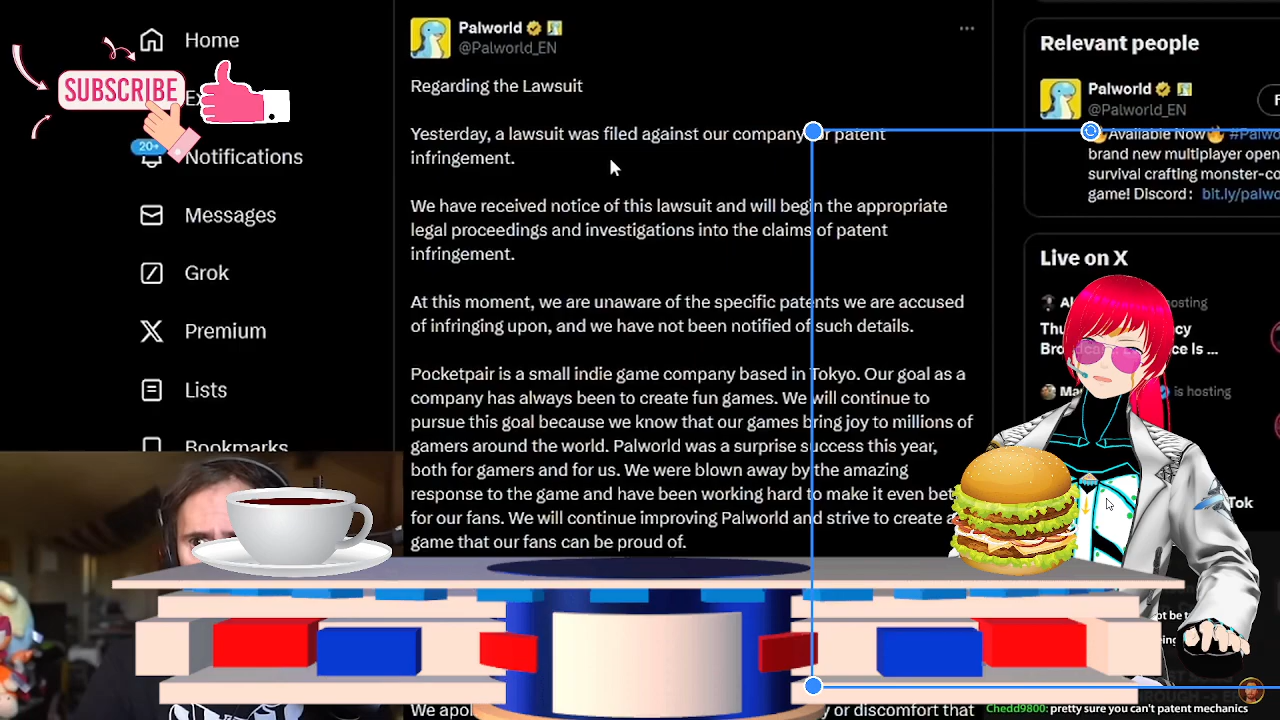 Home
SUBSCRIBE
20+
Notifications
Messages
Grok
Premium
Lists
Bookmarks
Palworld
@Palworld_EN
Regarding the Lawsuit
Yesterday, a lawsuit was filed against our company patent
infringement.
We have received notice of this lawsuit and will begin the appropriate
legal proceedings and investigations into the claims of patent
infringement.
At this moment, we are unaware of the specific patents we are accused
of infringing upon, and we have not been notified of such details.
Pocketpair is a small indie game company based in Tokyo. Our goal as a
company has always been to create fun games. We will continue to
pursue this goal because we know that our games bring joy to millions of
gamers around the world. Palworld was a surprise success this year,
both for gamers and for us. We were blown away by the amazing
response to the game and have been working hard to make it even
for our fans. We will continue improving Palworld and strive to create a
game that our fans can be proud of.
or discomfort that
Relevant people
Palworld
@Palworld_EN
Available Now
brand new multiplayer open
survival crafting
game! Discord: bit.ly/palwo
Live on X
hosting
Is ...
is hosting
Chedd9800: pretty sure you can't patent mechanics